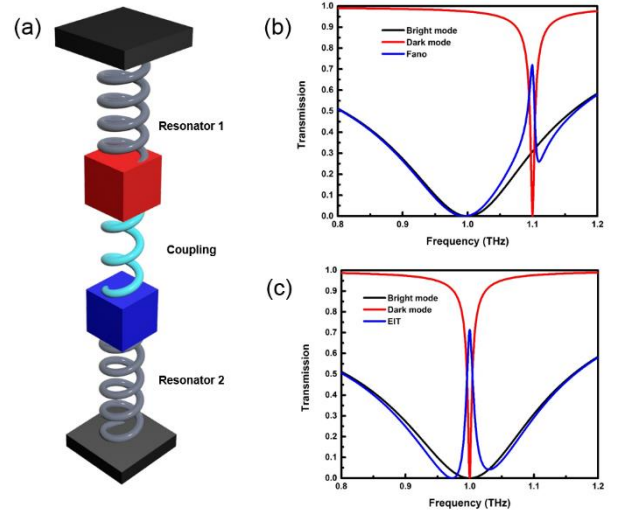 (a)
Resonator 1
Coupling
Resonator 2
(b)
Transmission
1.0
0.9
0.8
0.7
0.6
0.5
0.4
0.3
0.2
0.1
0.0
Bright mode
Dark mode
Fano
0.8 0.9 1.0 1.1 1.2
Frequency (THz)
(c)
Transmission
1.0
0.9
0.8
0.7
0.6
0.5
0.4
0.3
0.2
0.1
0.0
Bright mode
Dark mode
EIT
0.8 0.9 1.0 1.1 1.2
Frequency (THz)